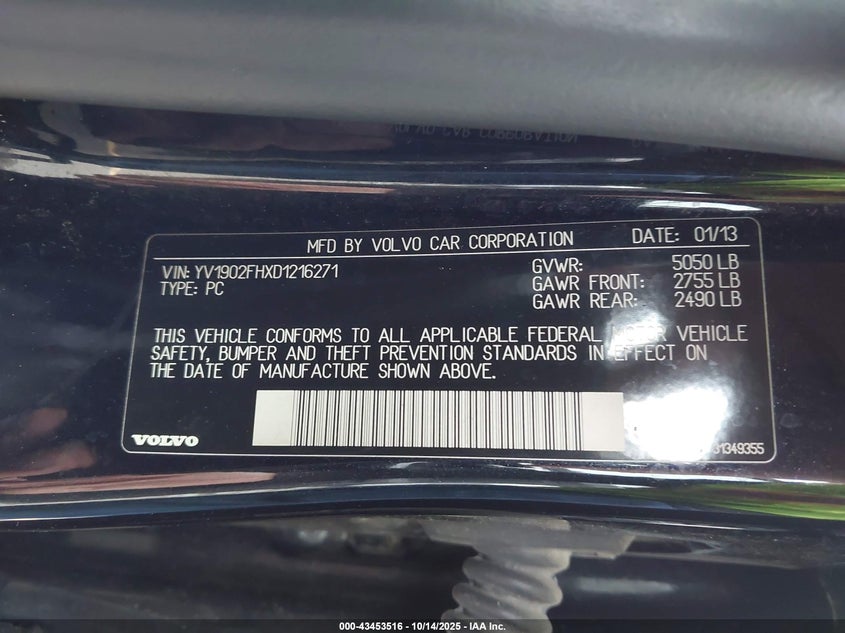 MFD BY VOLVO CAR CORPORATION DATE: 01/13
VIN: YV1902FHXD1216271 GVWR: 5050 LB
TYPE: PC GAWR FRONT: 2755 LB
GAWR REAR: 2490 LB
THIS VEHICLE CONFORMS TO ALL APPLICABLE FEDERAL MOTOR VEHICLE
SAFETY, BUMPER AND THEFT PREVENTION STANDARDS IN EFFECT ON
THE DATE OF MANUFACTURE SHOWN ABOVE.
VOLVO 31349355
000-43453516 - 10/14/2025 - IAA Inc.